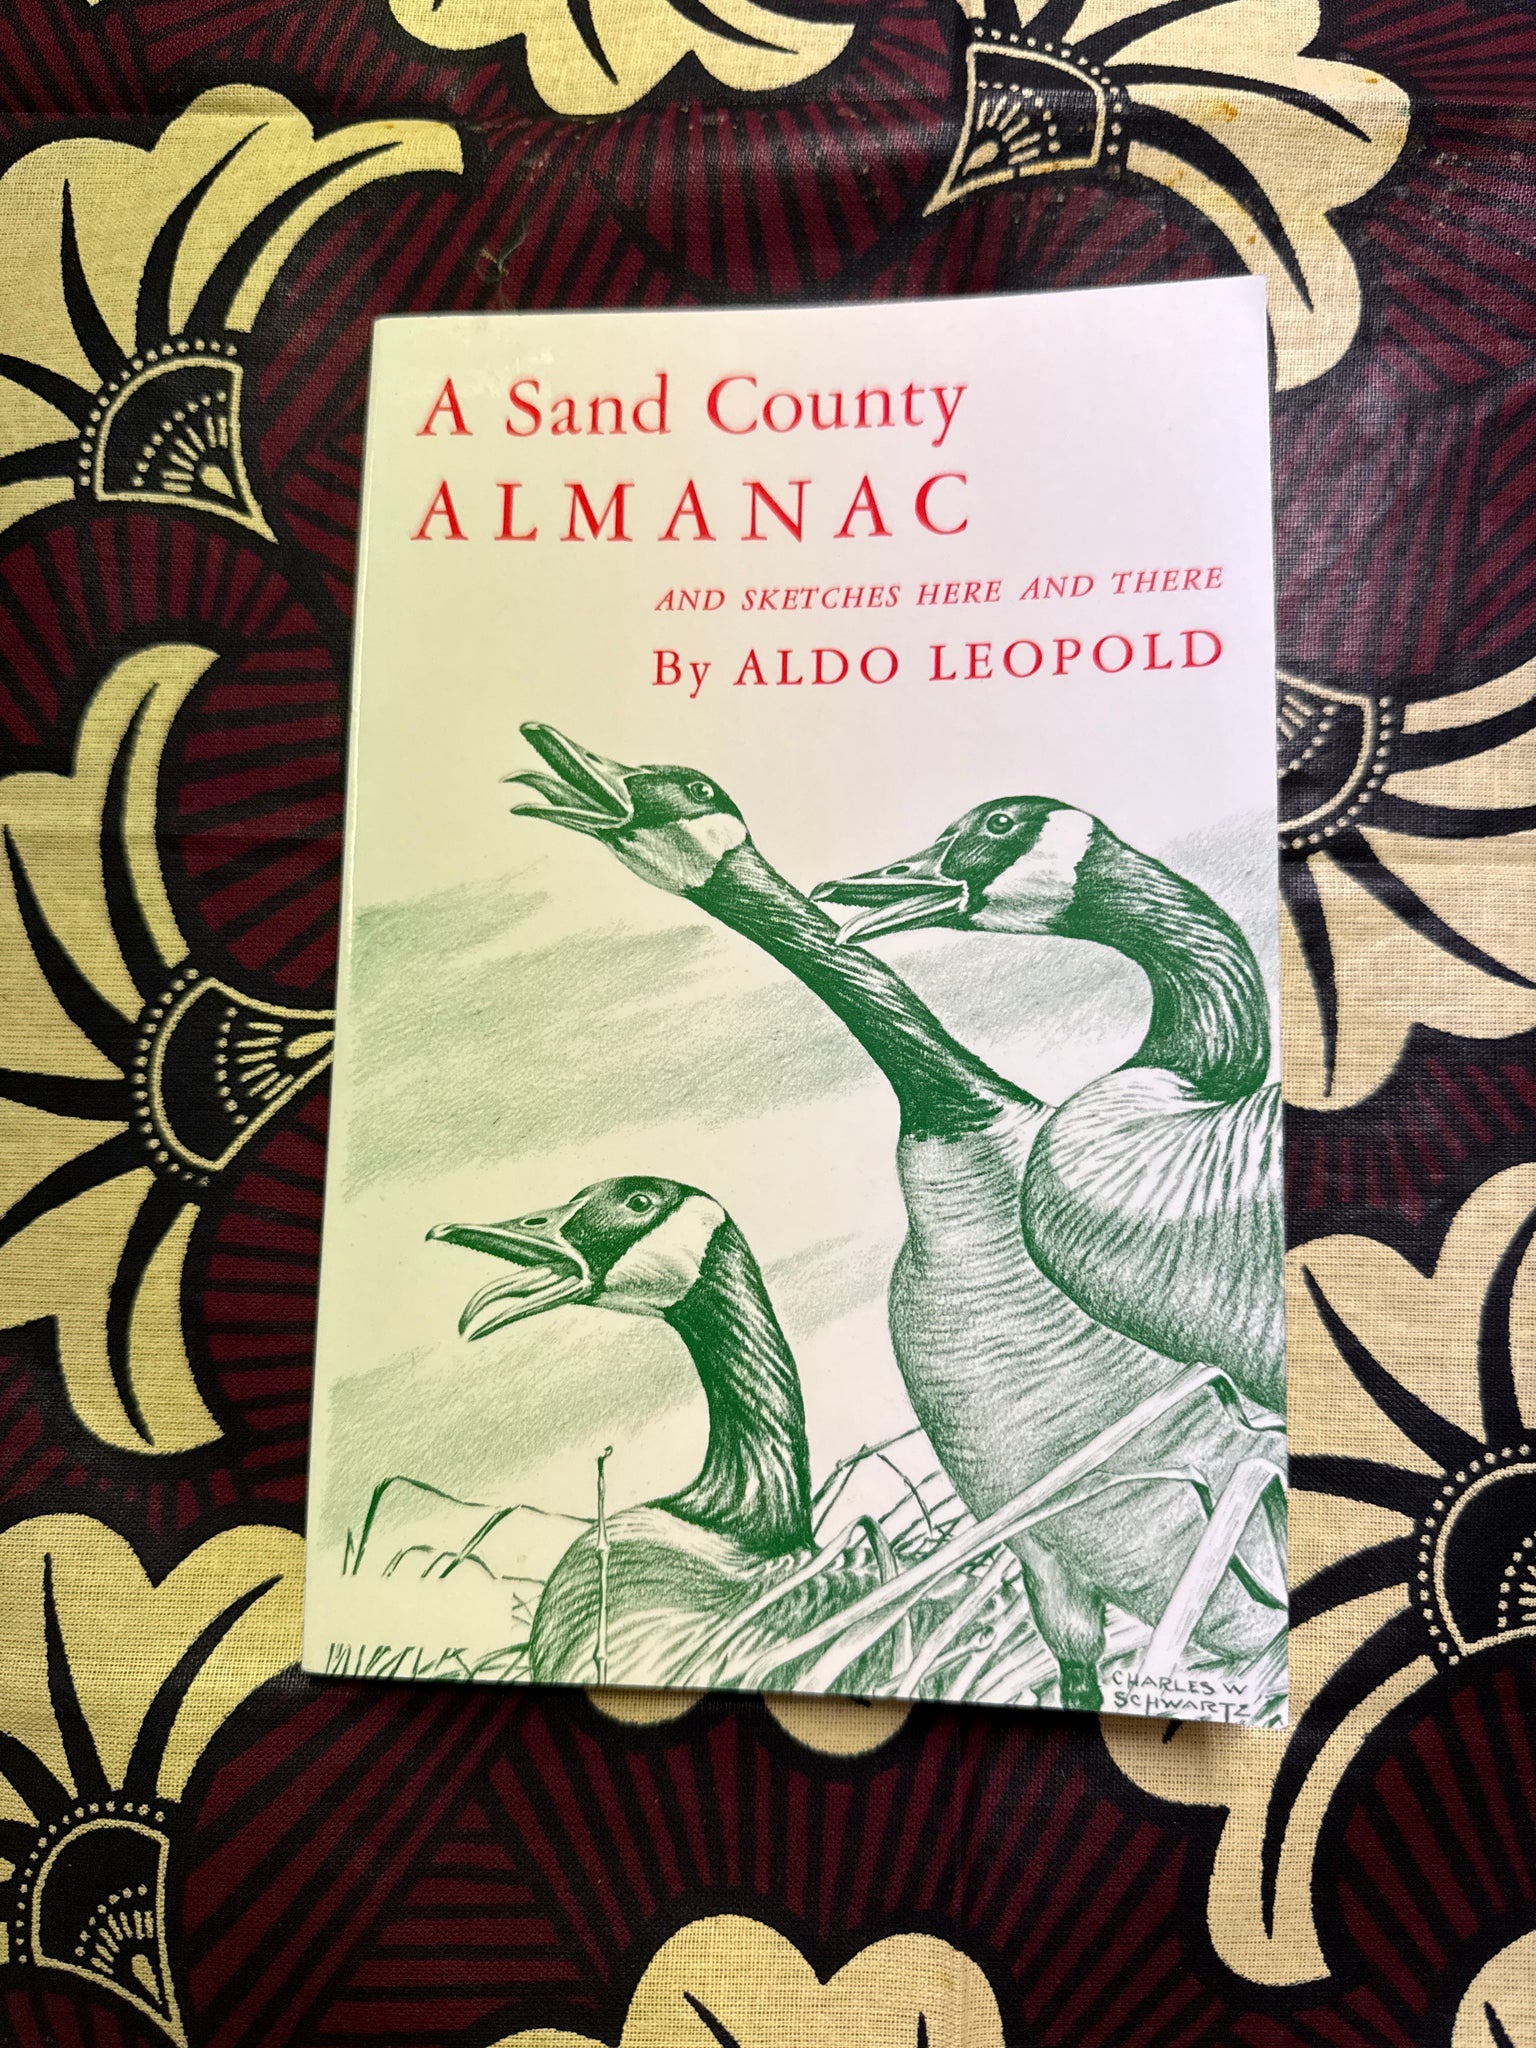 A Sand County
ALMANAC
AND SKETCHES HERE AND THERE
By ALDO LEOPOLD
CHARLES W
SCHWARTZ